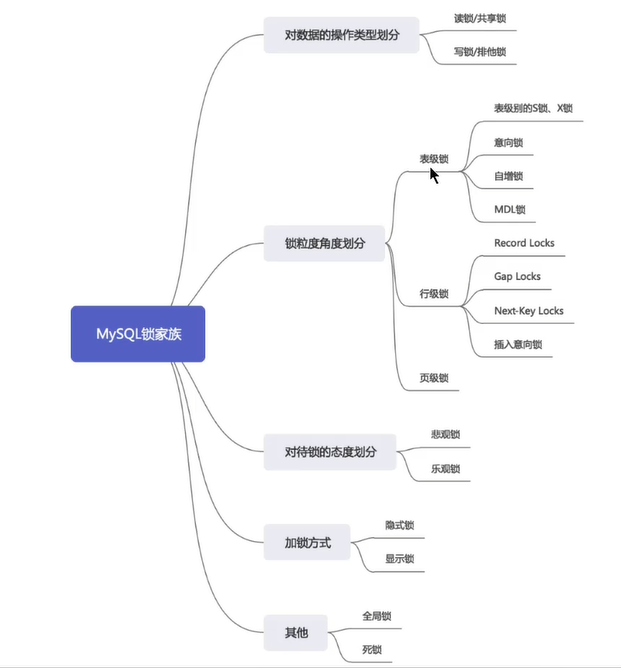 MySQL锁家族
对数据的操作类型划分
读锁/共享锁
写锁/排他锁
锁粒度角度划分
表级锁
表级别的S锁、X锁
意向锁
自增锁
MDL锁
行级锁
Record Locks
Gap Locks
Next-Key Locks
插入意向锁
页级锁
对待锁的态度划分
悲观锁
乐观锁
加锁方式
隐式锁
显示锁
其他
全局锁
死锁